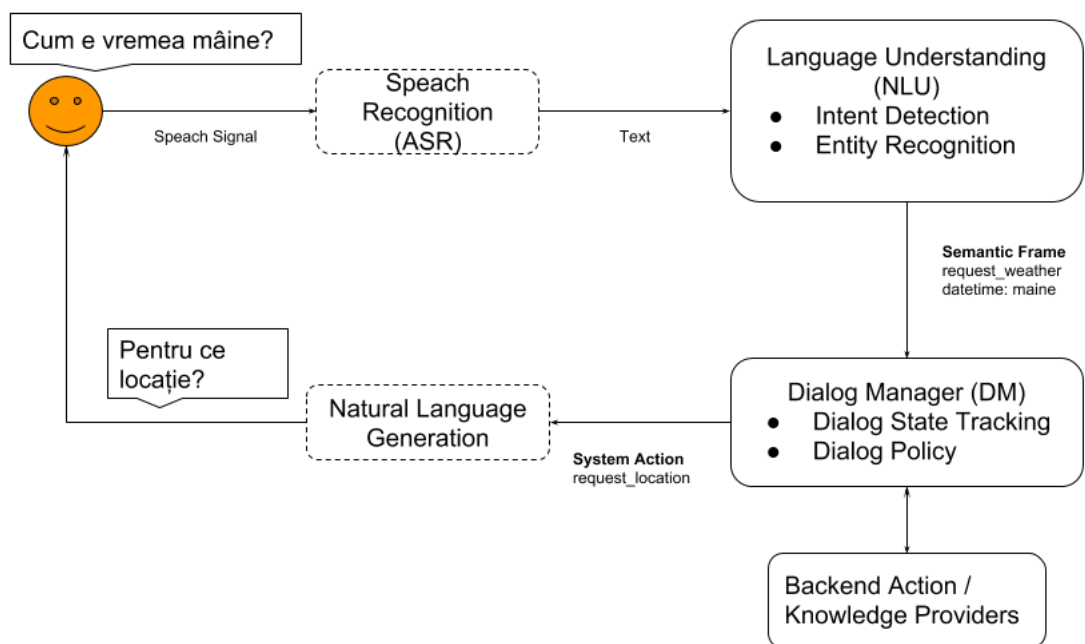 Cum e vremea mâine?
Speach
Recognition
(ASR)
Speach Signal
Text
Language Understanding
(NLU)
● Intent Detection
● Entity Recognition
Semantic Frame
request_weather
datetime: maine
Pentru ce
locație?
Natural Language
Generation
System Action
request_location
Dialog Manager (DM)
● Dialog State Tracking
● Dialog Policy
Backend Action /
Knowledge Providers